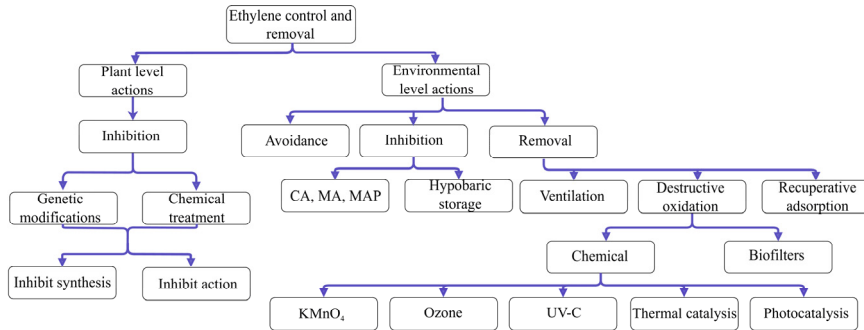 Ethylene control and
removal
Plant level
actions
Environmental
level actions
Inhibition
Avoidance
Inhibition
Removal
Genetic
modifications
Chemical
treatment
CA, MA, MAP
Hypobaric
storage
Ventilation
Destructive
oxidation
Recuperative
adsorption
Inhibit synthesis
Inhibit action
Chemical
Biofilters
KMnO₄
Ozone
UV-C
Thermal catalysis
Photocatalysis